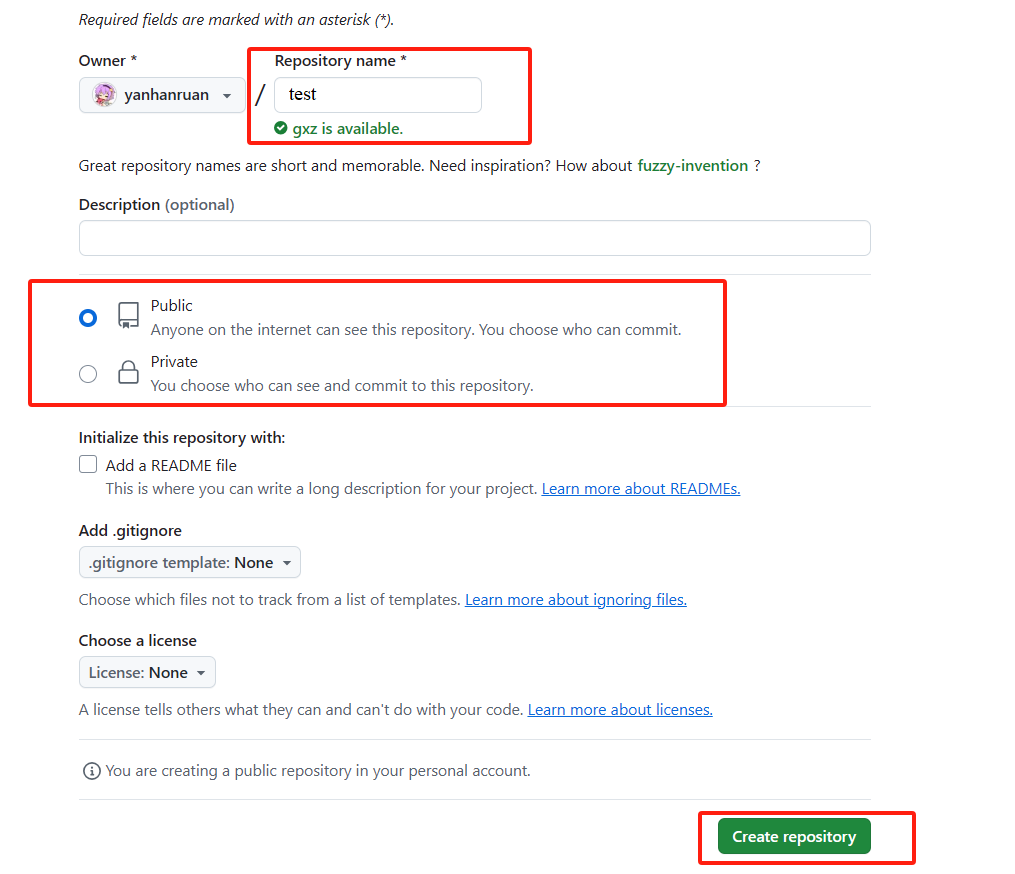 Required fields are marked with an asterisk (*).
Owner *
Repository name *
yanhanruan
/
test
gxz is available.
Great repository names are short and memorable. Need inspiration? How about fuzzy-invention ?
Description (optional)
Public
Anyone on the internet can see this repository. You choose who can commit.
Private
You choose who can see and commit to this repository.
Initialize this repository with:
Add a README file
This is where you can write a long description for your project. Learn more about READMEs.
Add .gitignore
.gitignore template: None
Choose which files not to track from a list of templates. Learn more about ignoring files.
Choose a license
License: None
A license tells others what they can and can't do with your code. Learn more about licenses.
You are creating a public repository in your personal account.
Create repository